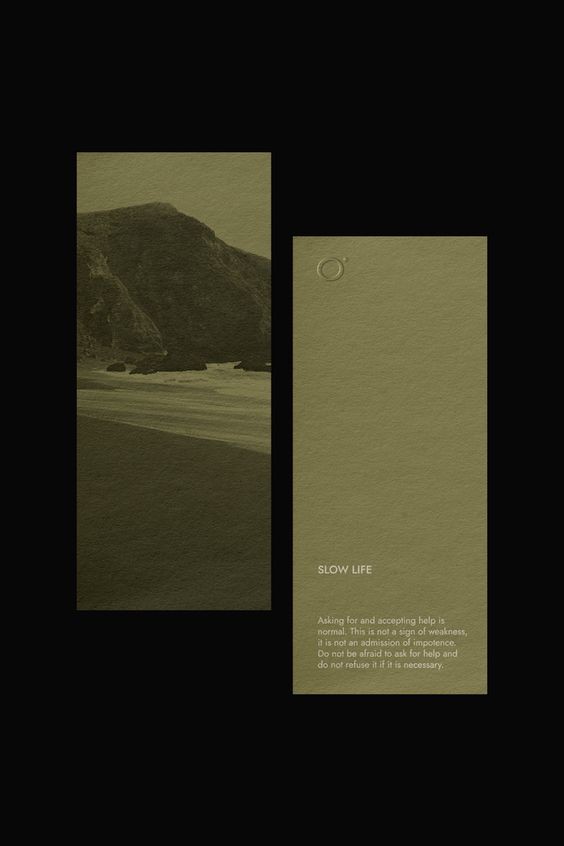 SLOW LIFE
Asking for and accepting help is
normal. This is not a sign of weakness,
it is not an admission of impotence.
Do not be afraid to ask for help and
do not refuse it if it is necessary.